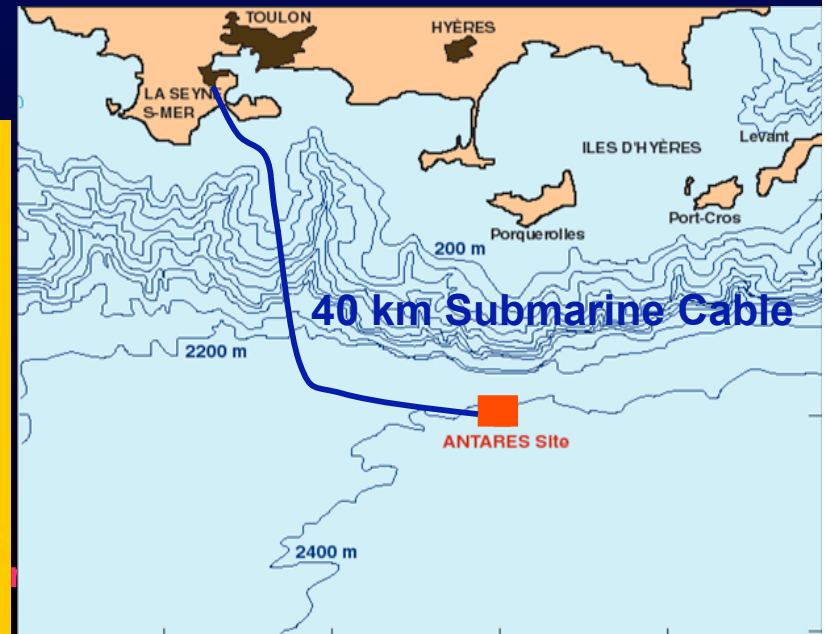 TOULON
HYÈRES
LA SEYNE
S-MER
Levant
ILES D'HYÈRES
Port-Cros
Porquerolles
200 m
40 km Submarine Cable
2200 m
ANTARES Site
2400 m